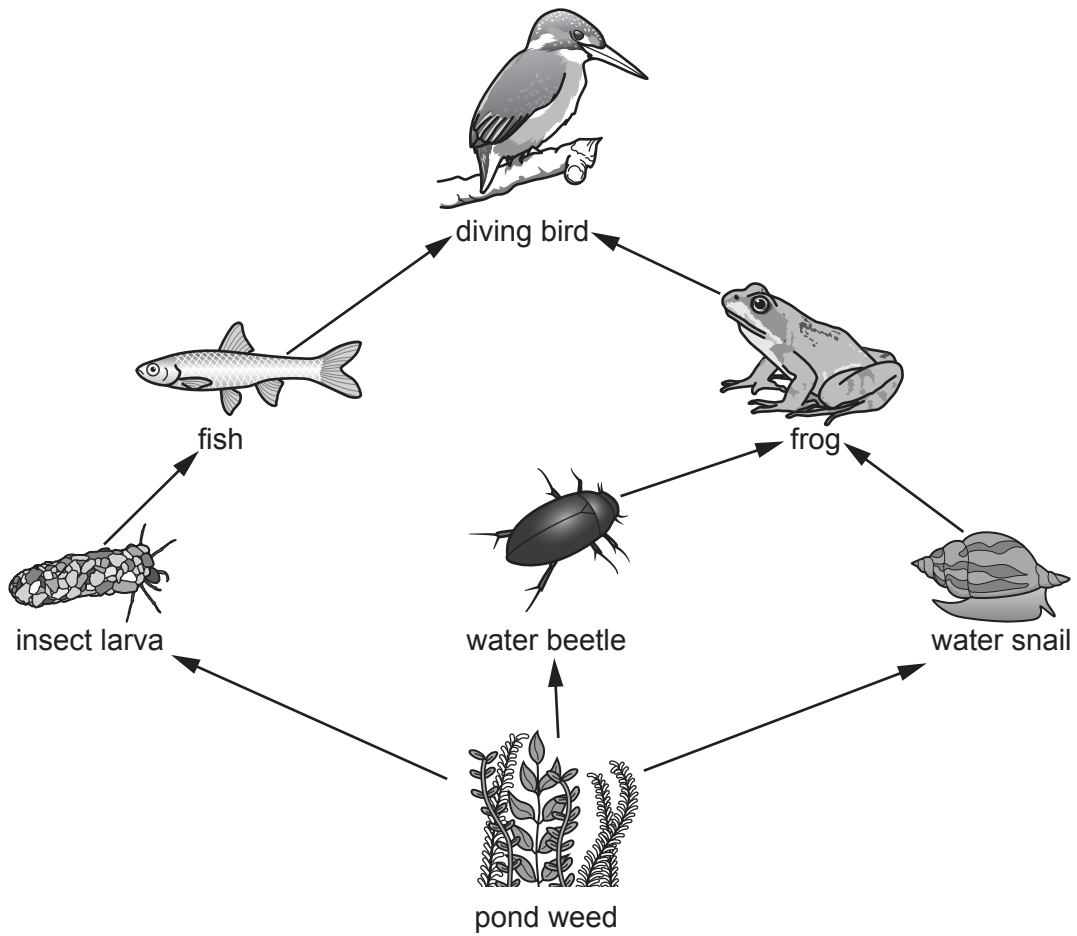 diving bird
fish
frog
insect larva
water beetle
water snail
pond weed